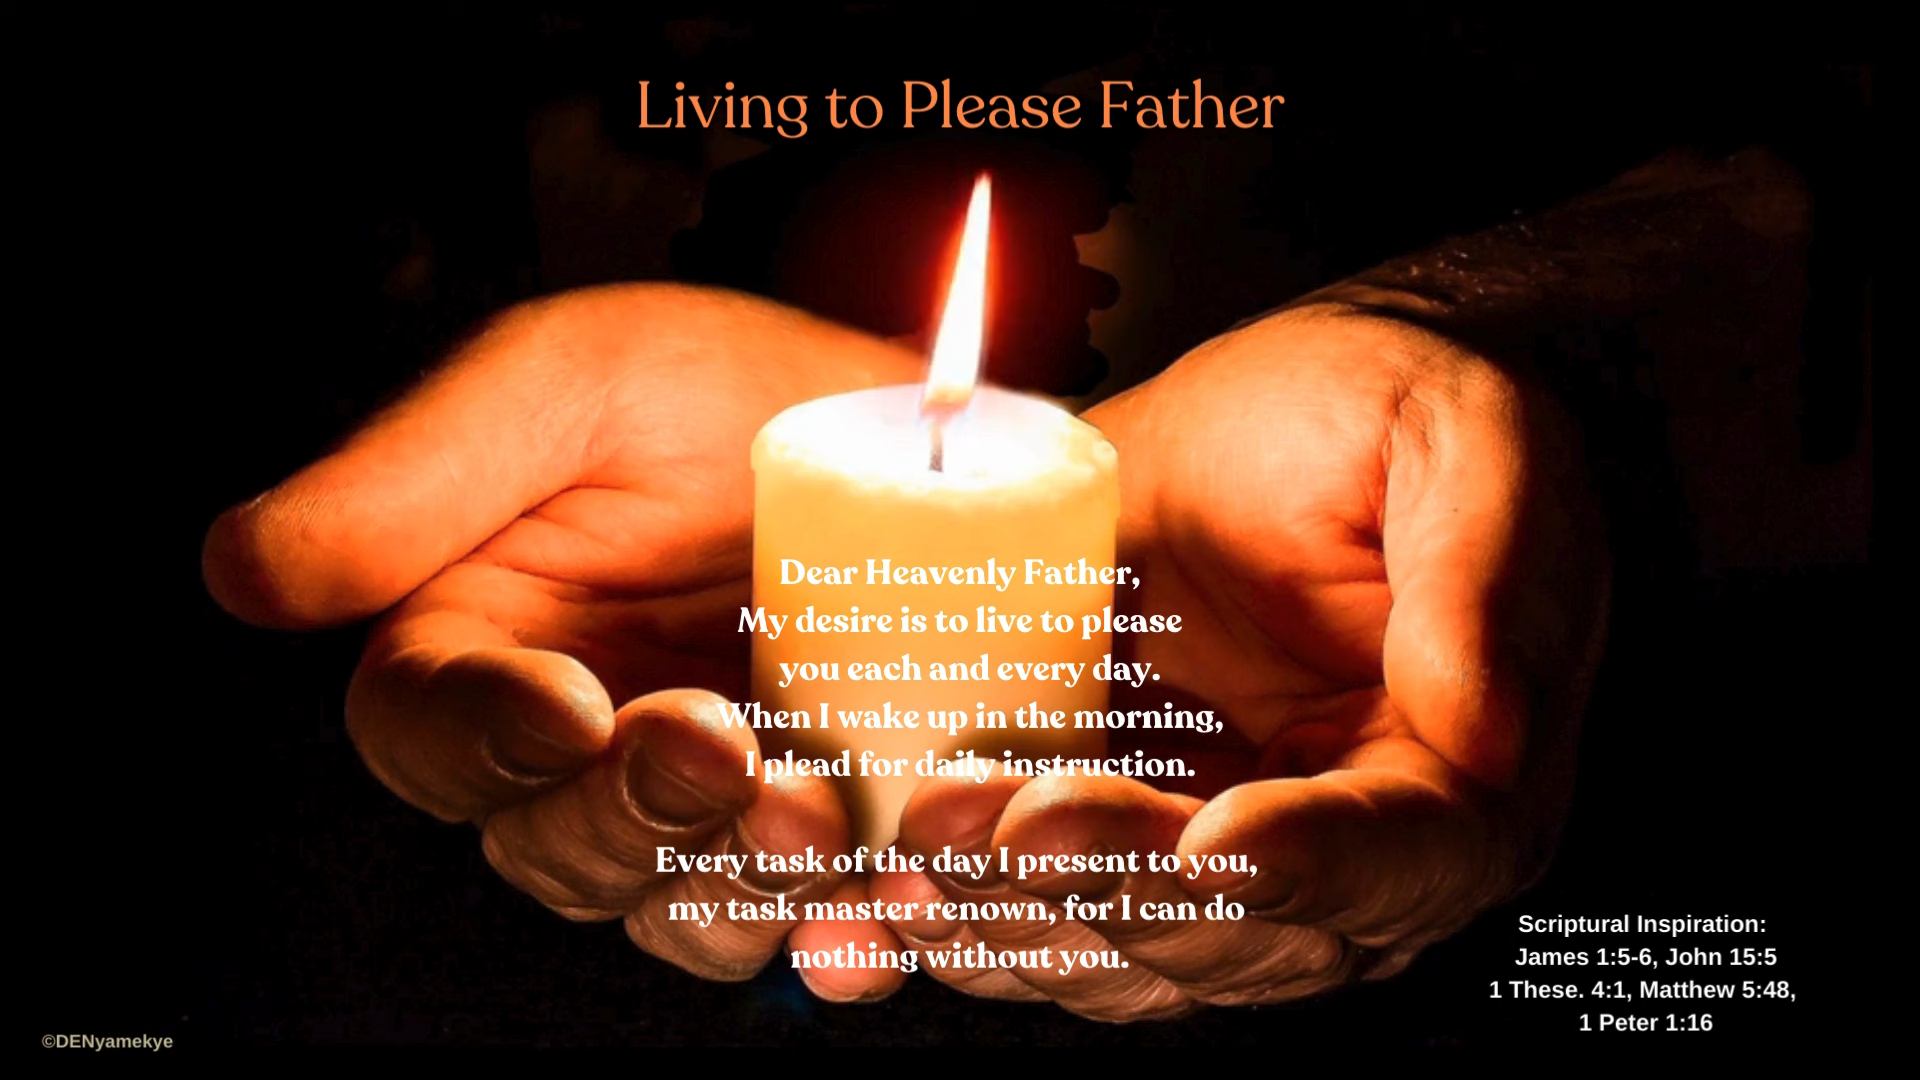 Living to Please Father
Dear Heavenly Father,
My desire is to live to please
you each and every day.
When I wake up in the morning,
I plead for daily instruction.
Every task of the day I present to you,
my task master renown, for I can do
nothing without you.
Scriptural Inspiration:
James 1:5-6, John 15:5
1 These. 4:1, Matthew 5:48,
1 Peter 1:16
©DENyamekye